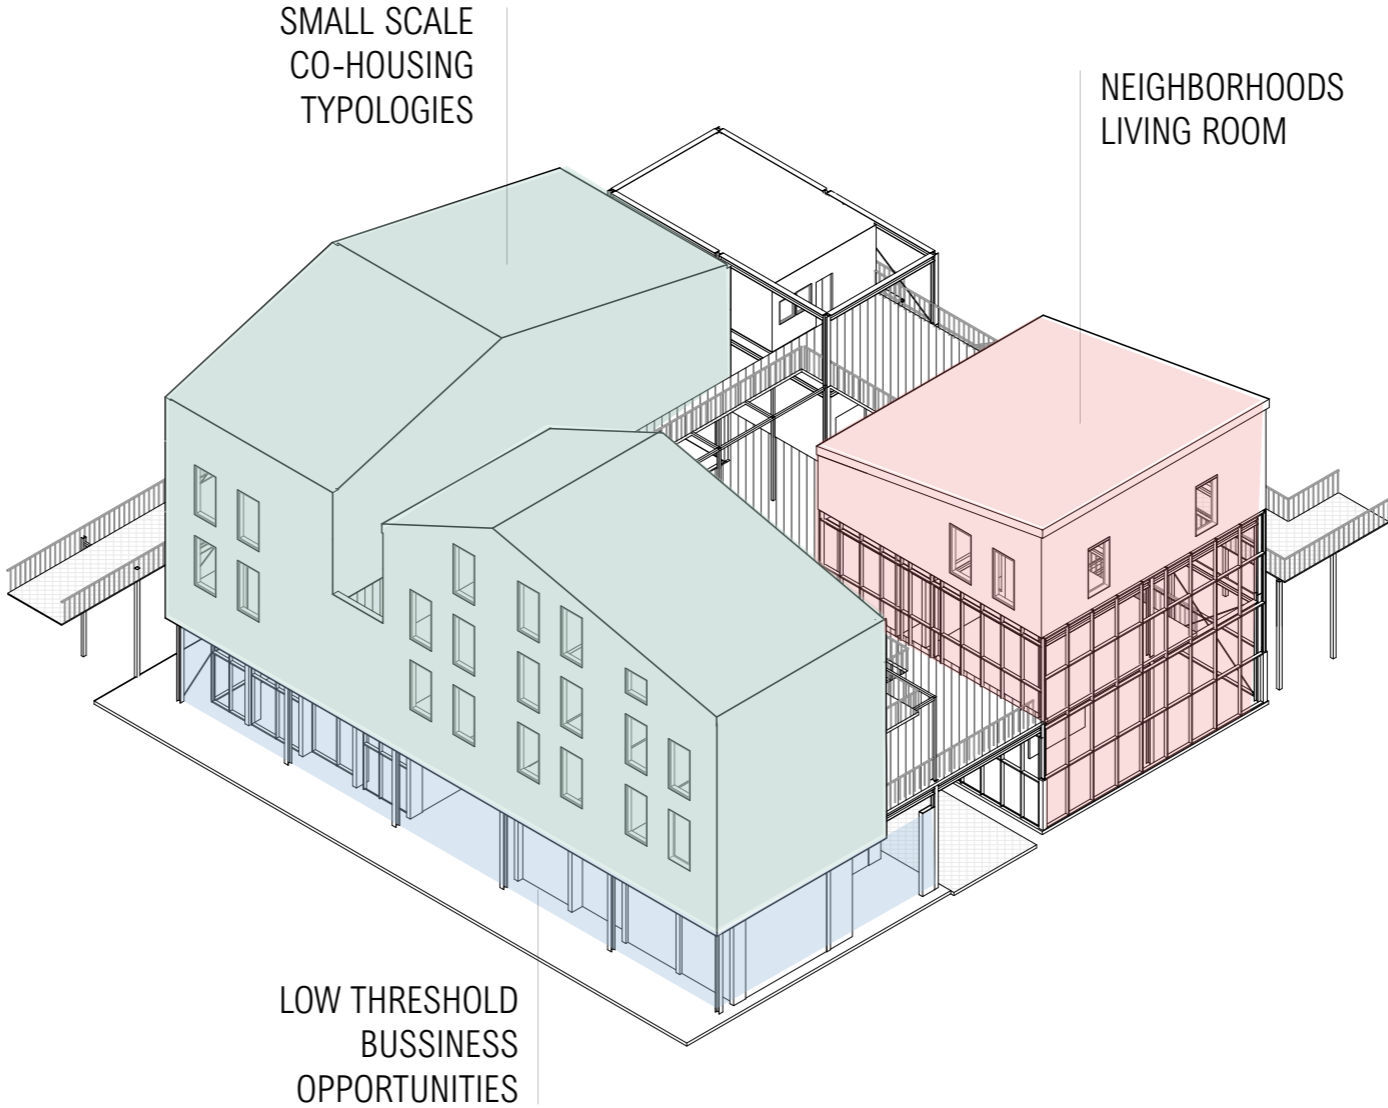 SMALL SCALE
CO-HOUSING
TYPOLOGIES
NEIGHBORHOODS
LIVING ROOM
LOW THRESHOLD
BUSSINESS
OPPORTUNITIES